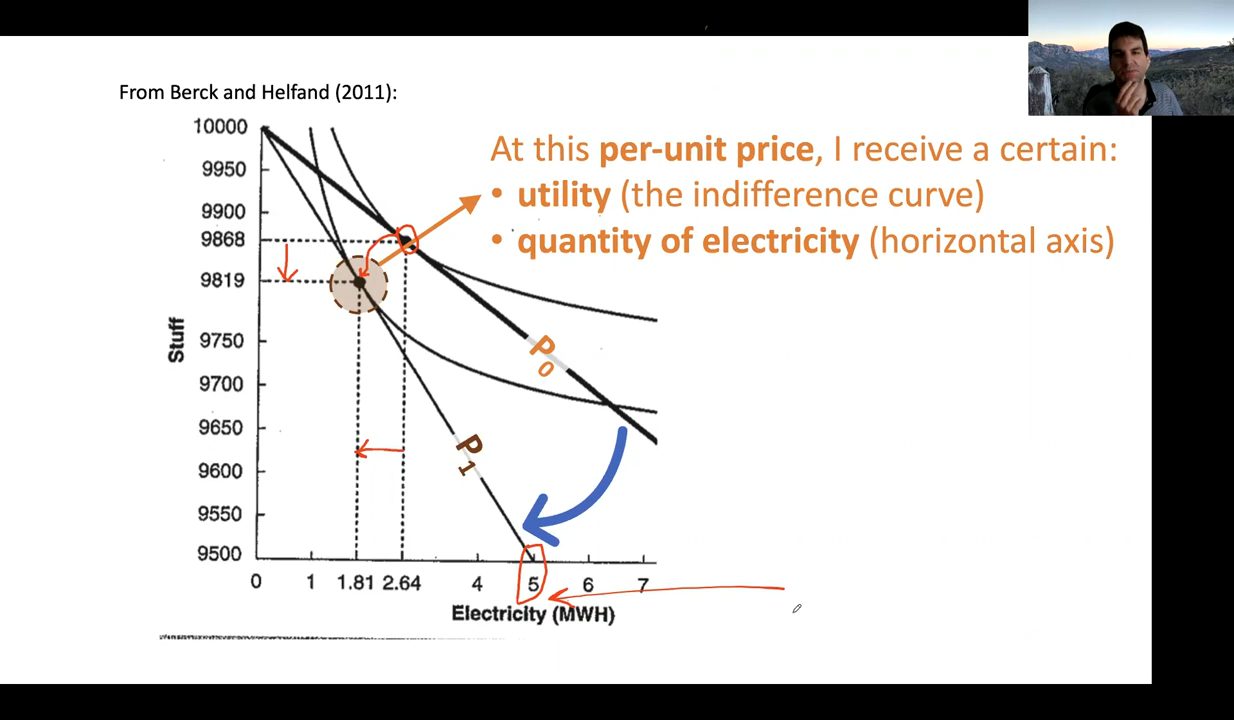 From Berck and Helfand (2011):
At this per-unit price, I receive a certain:
• utility (the indifference curve)
• quantity of electricity (horizontal axis)
10000
9950
9900
9868
9819
9750
9700
9650
9600
9550
9500
Stuff
P0
P1
0 1 1.81 2.64 4 5 6 7
Electricity (MWH)